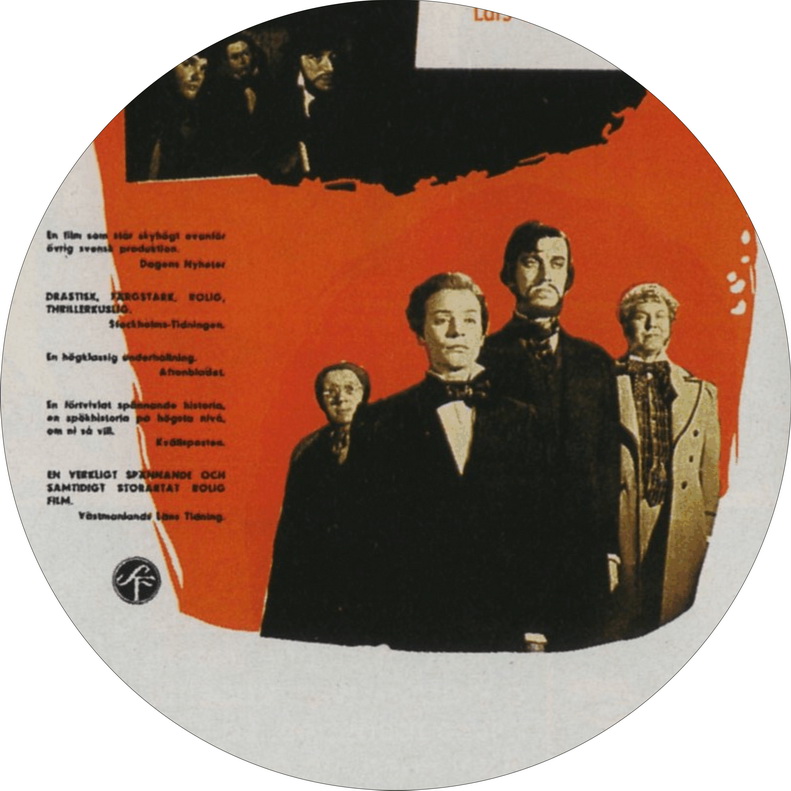 Lars
En film som står skyhögt ovanför
övrig svensk produktion.
Dagens Nyheter
DRASTISK, FÄRGSTARK, ROLIG,
THRILLERKUSLIG.
Stockholms-Tidningen.
En högklassig underhållning.
Aftonbladet.
En förtvivlat spännande historia,
en spökhistoria på högsta nivå,
om ni så vill.
Kvällsposten.
EN VERKLIGT SPÄNNANDE OCH
SAMTIDIGT STORARTAT ROLIG
FILM.
Västmanlands Läns Tidning.
SF